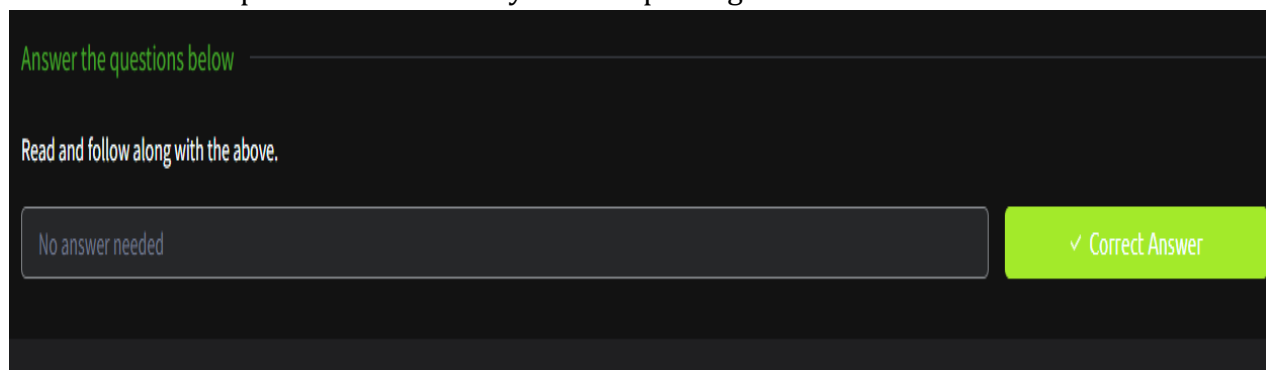 Answer the questions below
Read and follow along with the above.
No answer needed
✓ Correct Answer